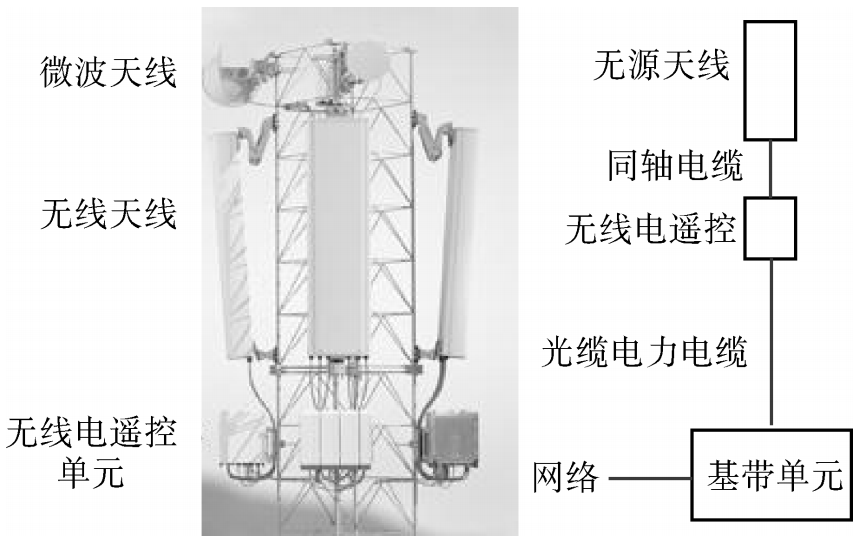 微波天线
无线天线
无线电遥控
单元
无源天线
同轴电缆
无线电遥控
光缆电力电缆
网络
基带单元